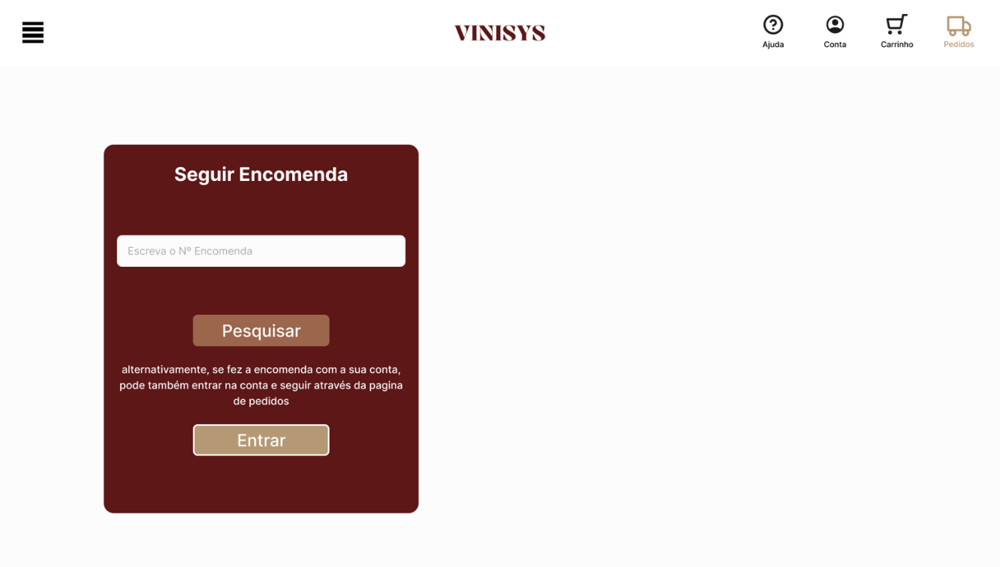 VINISYS
Ajuda
Conta
Carrinho
Pedidos
Seguir Encomenda
Escreva o Nº Encomenda
Pesquisar
alternativamente, se fez a encomenda com a sua conta,
pode também entrar na conta e seguir através da pagina
de pedidos
Entrar